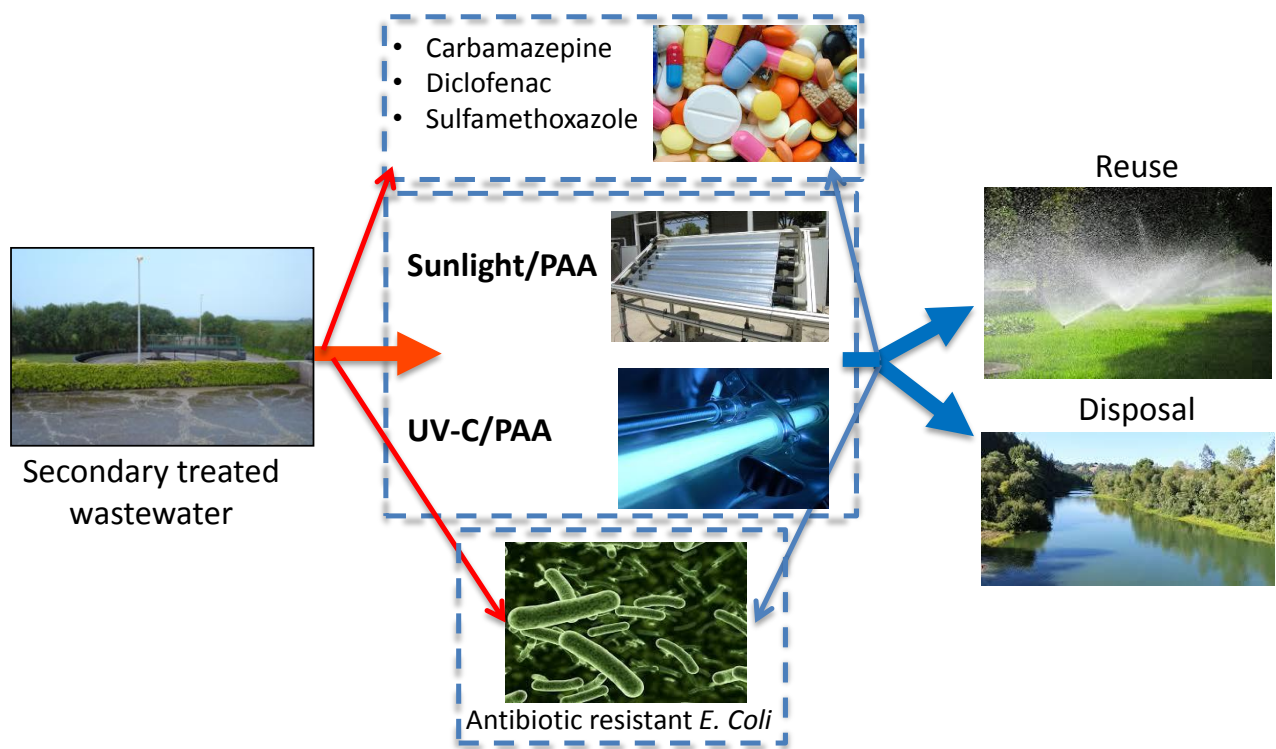 • Carbamazepine
• Diclofenac
• Sulfamethoxazole
Reuse
Sunlight/PAA
Secondary treated
wastewater
UV-C/PAA
Disposal
Antibiotic resistant E. Coli